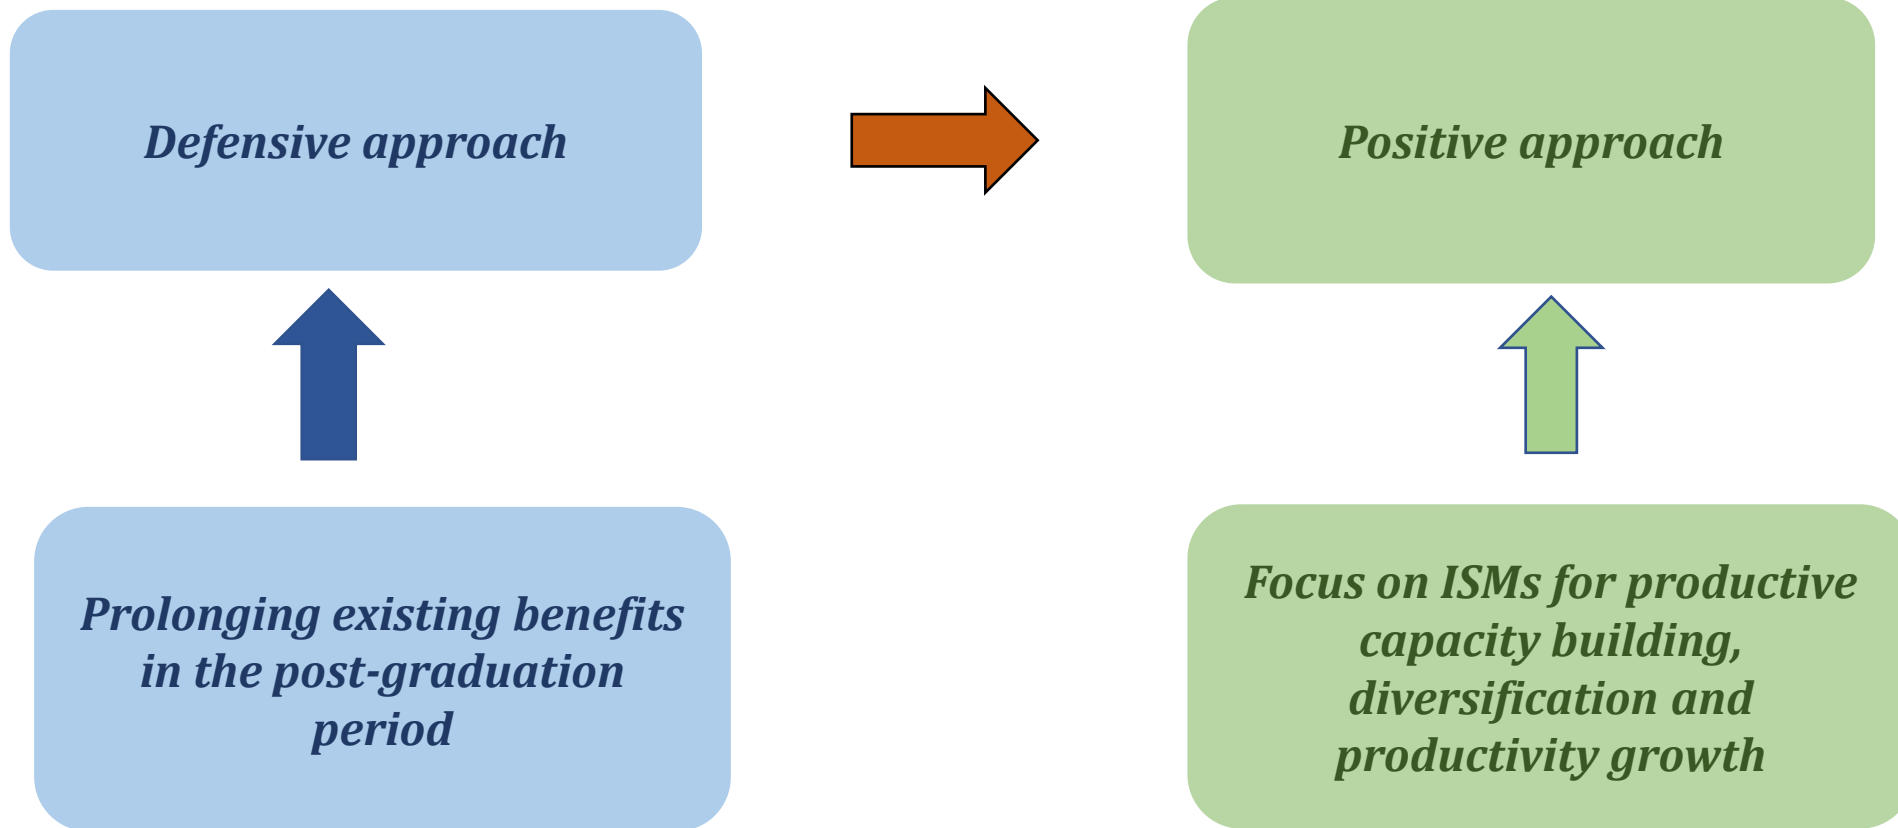 Defensive approach
Positive approach
Prolonging existing benefits
in the post-graduation
period
Focus on ISMs for productive
capacity building,
diversification and
productivity growth